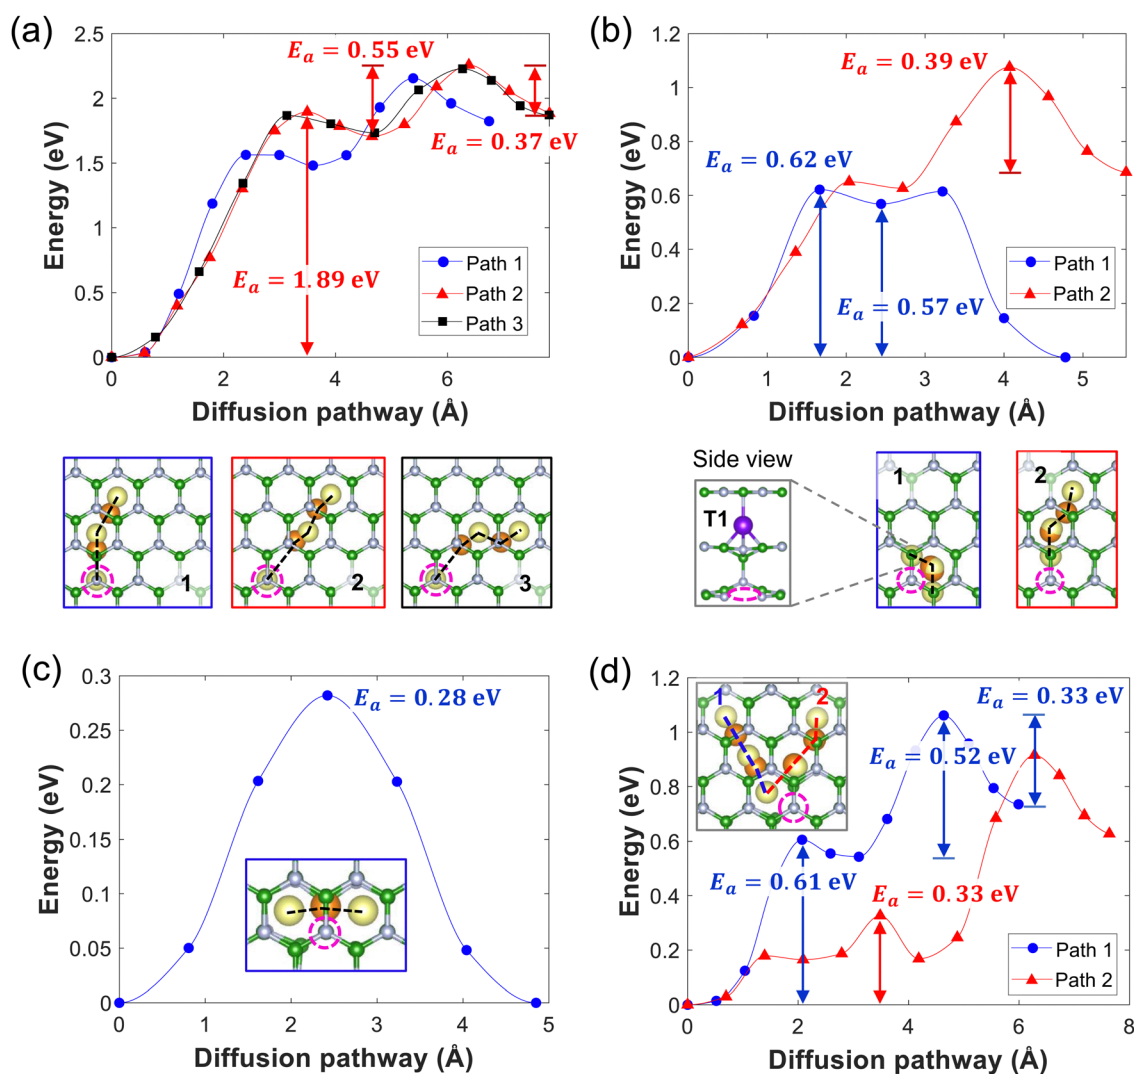 (a)
Energy (eV)
2.5
2
1.5
1
0.5
0
0 2 4 6
Diffusion pathway (Å)
E_a = 0.55 eV
E_a = 0.37 eV
E_a = 1.89 eV
Path 1
Path 2
Path 3
1
2
3
(b)
Energy (eV)
1.2
1
0.8
0.6
0.4
0.2
0
0 1 2 3 4 5
Diffusion pathway (Å)
E_a = 0.39 eV
E_a = 0.62 eV
E_a = 0.57 eV
Path 1
Path 2
Side view
T1
1
2
(c)
Energy (eV)
0.3
0.25
0.2
0.15
0.1
0.05
0
0 1 2 3 4 5
Diffusion pathway (Å)
E_a = 0.28 eV
(d)
Energy (eV)
1.2
1
0.8
0.6
0.4
0.2
0
0 2 4 6 8
Diffusion pathway (Å)
1 2
E_a = 0.33 eV
E_a = 0.52 eV
E_a = 0.61 eV
E_a = 0.33 eV
Path 1
Path 2